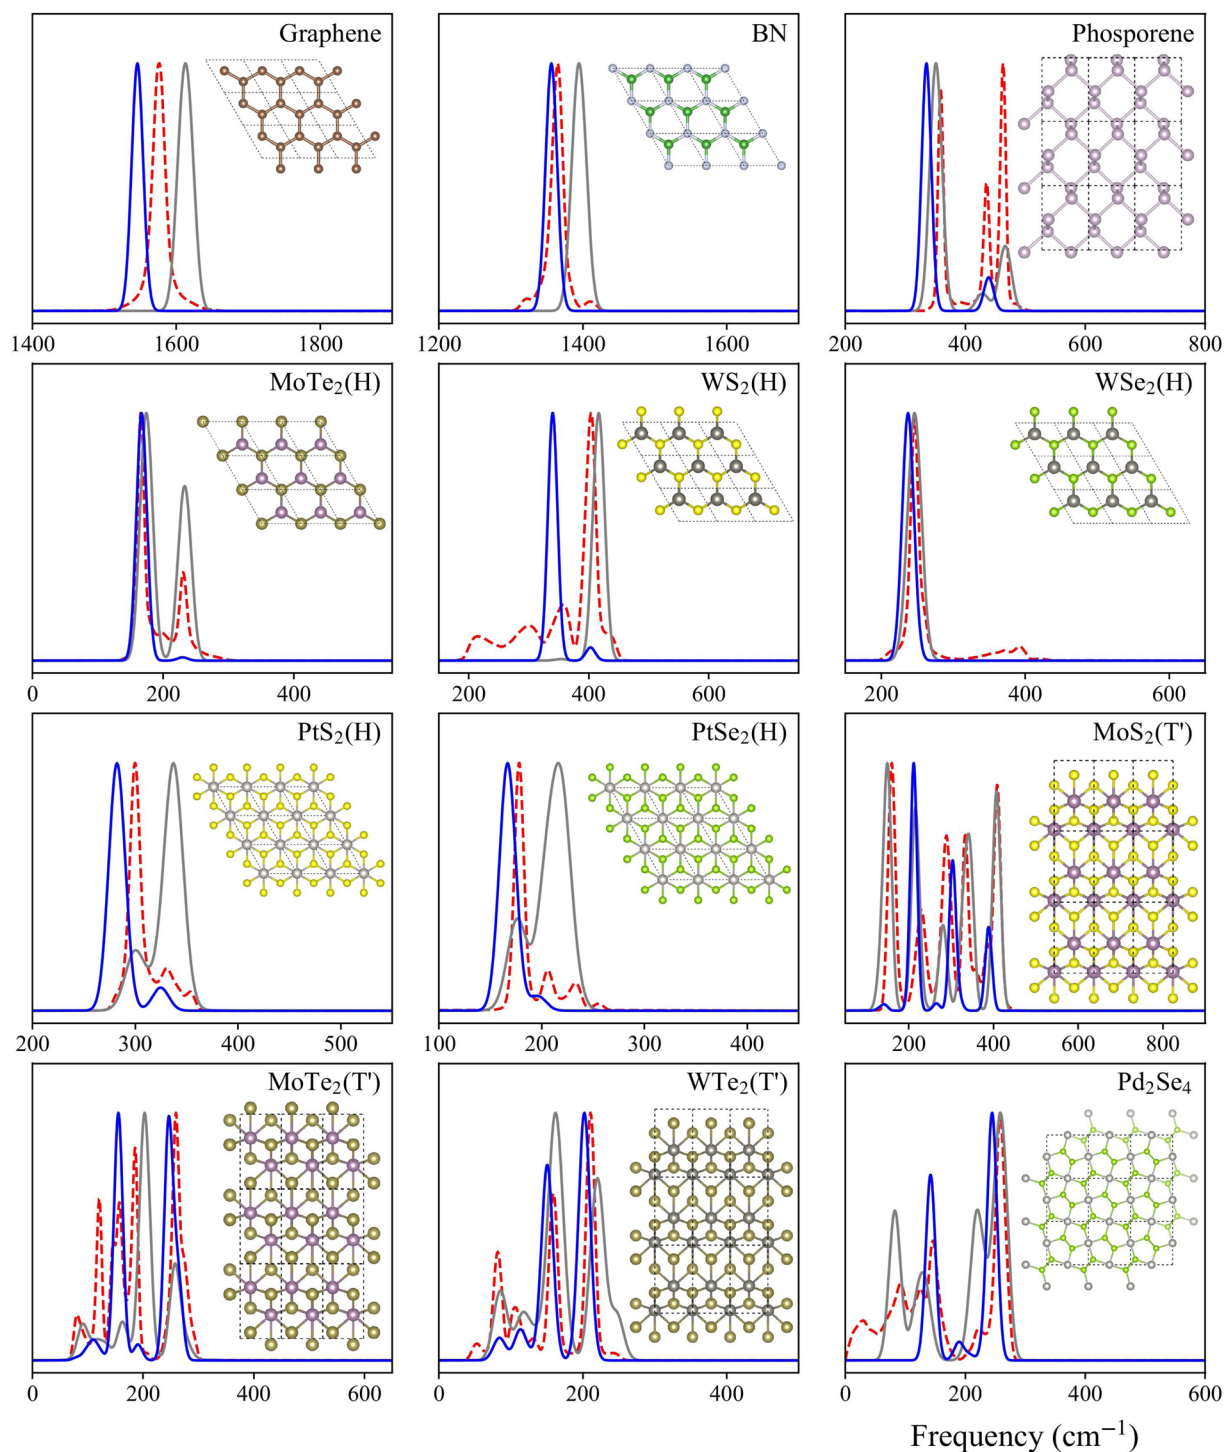 Graphene
BN
Phosporene
1400 1600 1800
1200 1400 1600
200 400 600 800
MoTe₂(H)
WS₂(H)
WSe₂(H)
0 200 400
200 400 600
200 400 600
PtS₂(H)
PtSe₂(H)
MoS₂(T')
200 300 400 500
100 200 300 400
200 400 600 800
MoTe₂(T')
WTe₂(T')
Pd₂Se₄
0 200 400 600
0 200 400 600
0 200 400 600
Frequency (cm⁻¹)